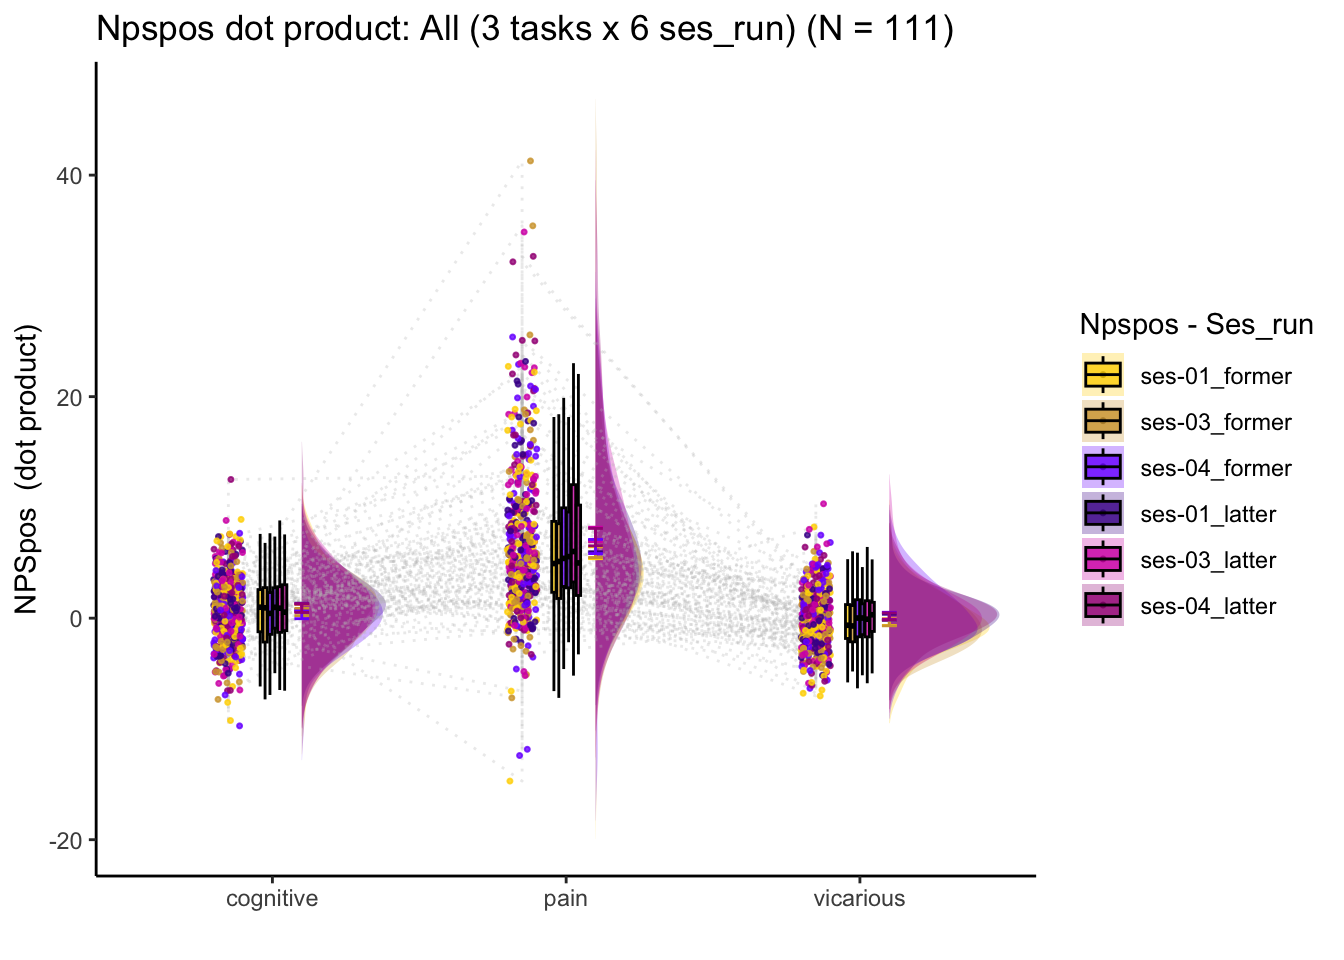 Npspos dot product: All (3 tasks x 6 ses_run) (N = 111)
NPSpos (dot product)
40
20
0
-20
cognitive
pain
vicarious
Npspos - Ses_run
ses-01_former
ses-03_former
ses-04_former
ses-01_latter
ses-03_latter
ses-04_latter